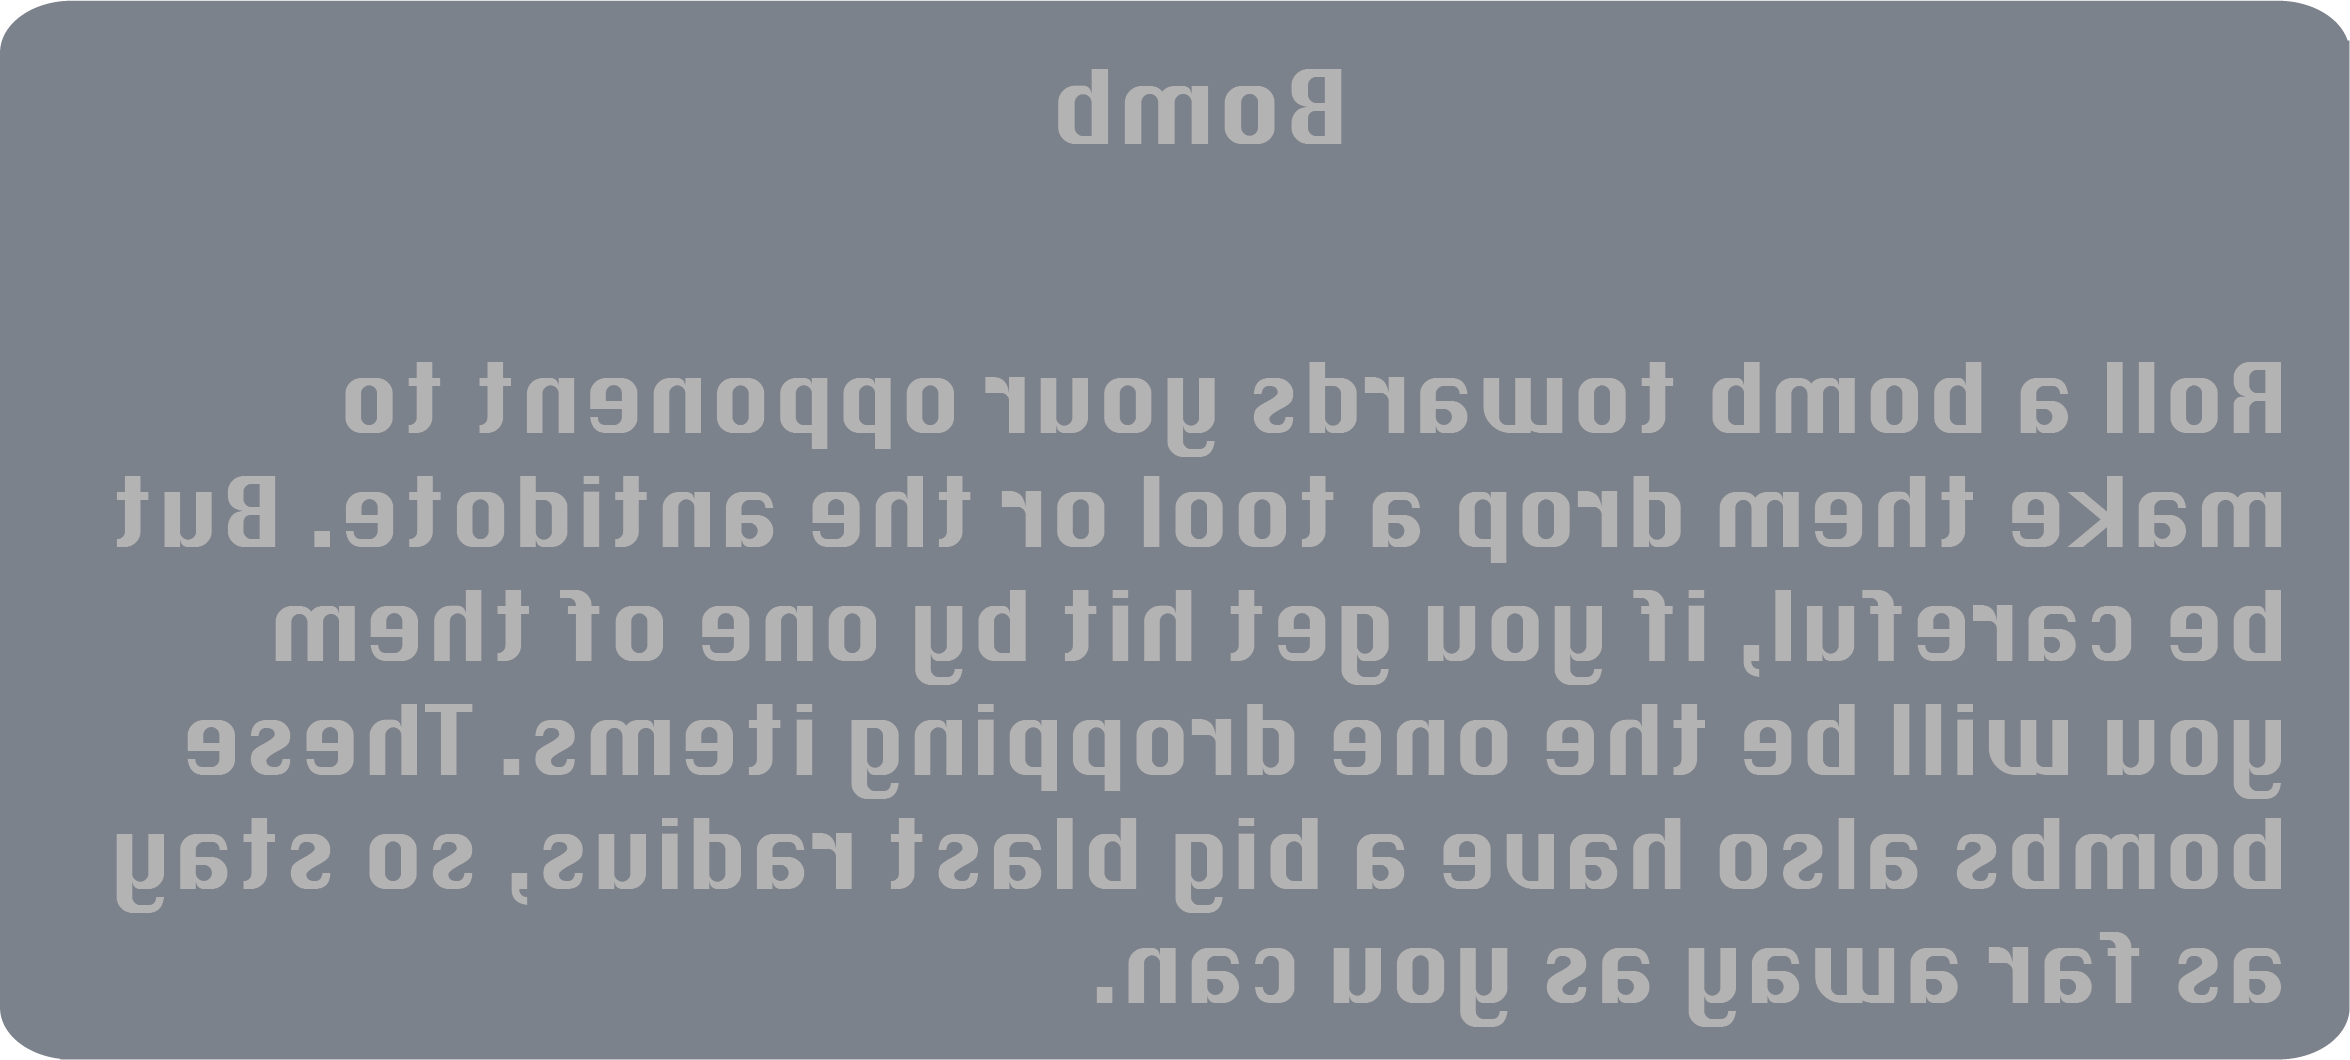 Bomb
Roll a bomb towards your opponent to
make them drop a tool or the antidote. But
be careful, if you get hit by one of them
you will be the one dropping items. These
bombs also have a big blast radius, so stay
as far away as you can.